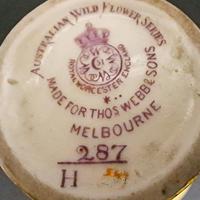 AUSTRALIAN WILD FLOWER SERIES
ROYAL WORCESTER ENGLAND
MADE FOR THOS WEBB & SONS
MELBOURNE
287
H